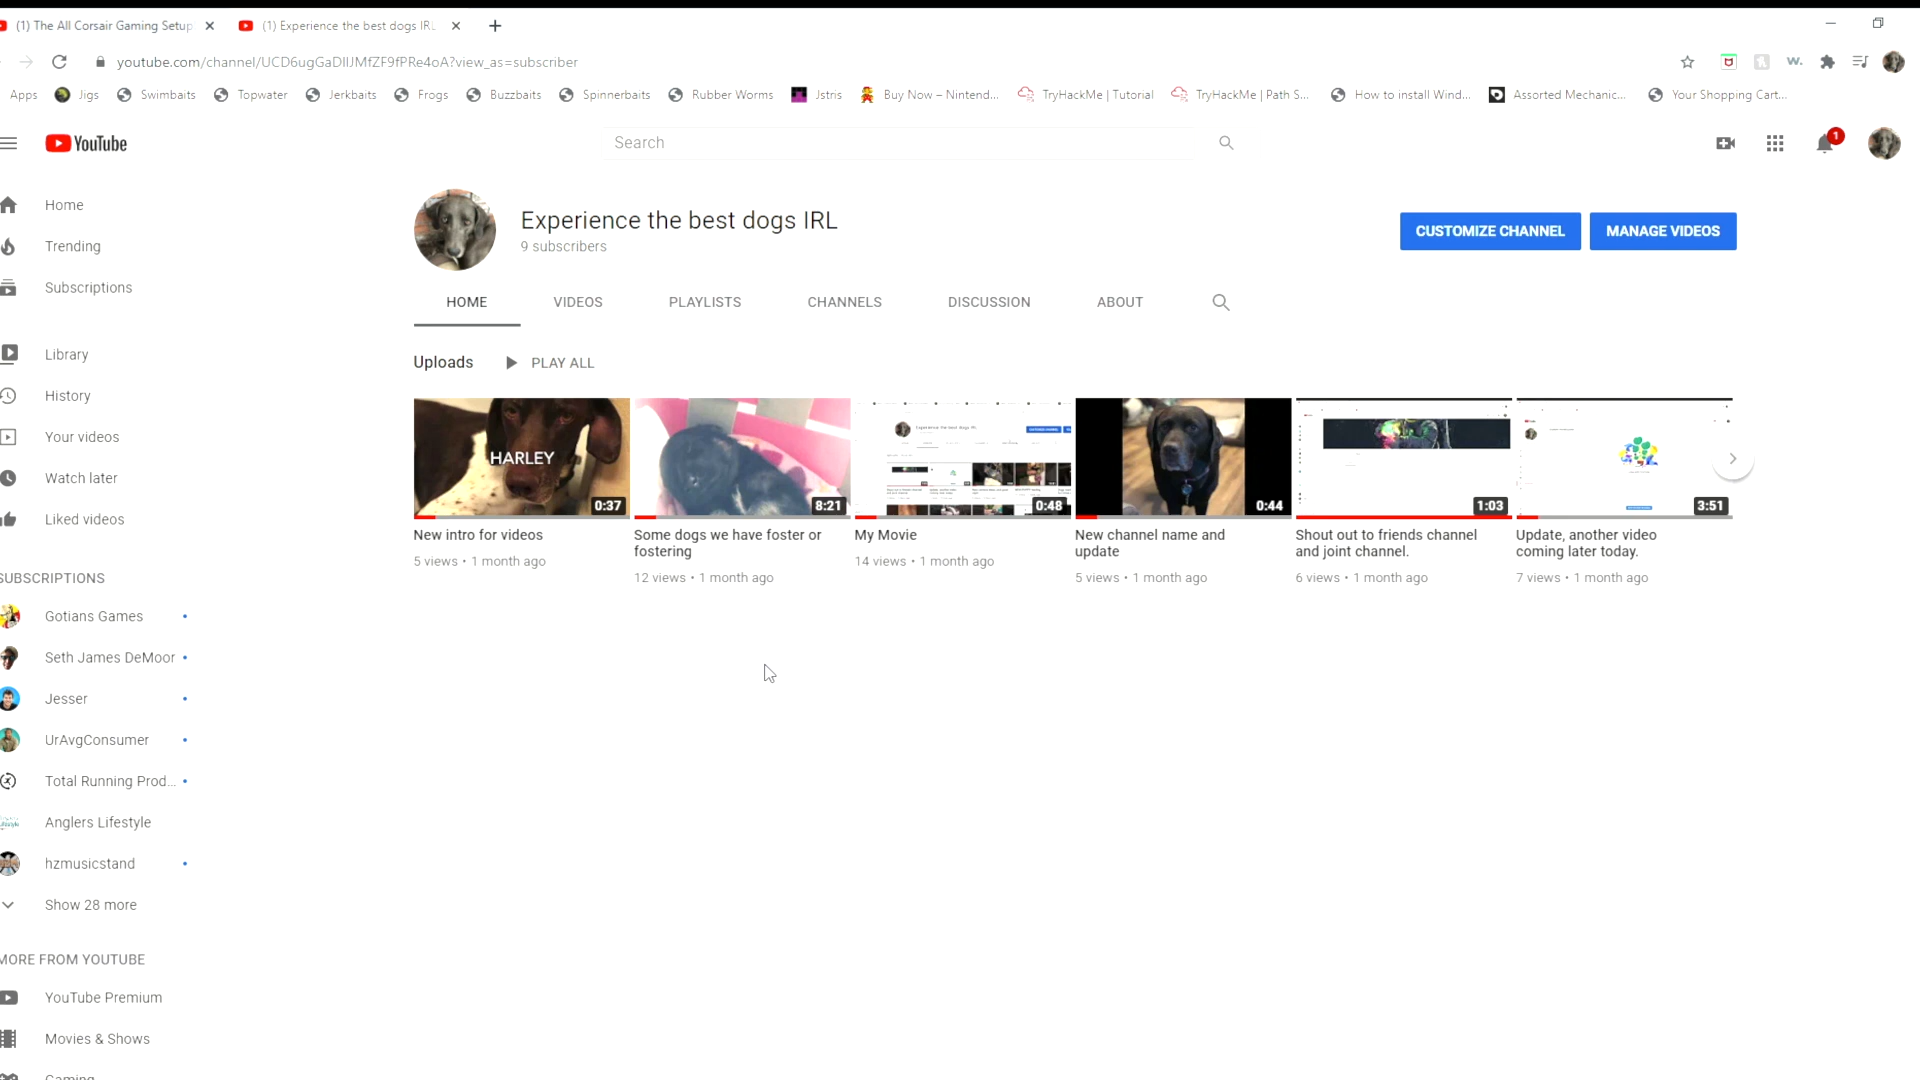 (1) The All Corsair Gaming Setup
(1) Experience the best dogs IRL
youtube.com/channel/UCD6ugGaDIlJMfZF9fPRe4oA?view_as=subscriber
Apps Jigs Swimbaits Topwater Jerkbaits Frogs Buzzbaits Spinnerbaits Rubber Worms Jstris Buy Now – Nintend... TryHackMe | Tutorial TryHackMe | Path S... How to install Wind... Assorted Mechanic... Your Shopping Cart...
YouTube
Search
1
Home
Trending
Subscriptions
Library
History
Your videos
Watch later
Liked videos
SUBSCRIPTIONS
Gotians Games
Seth James DeMoor
Jesser
UrAvgConsumer
Total Running Prod...
Anglers Lifestyle
hzmusicstand
Show 28 more
MORE FROM YOUTUBE
YouTube Premium
Movies & Shows
Gaming
Experience the best dogs IRL
9 subscribers
CUSTOMIZE CHANNEL
MANAGE VIDEOS
HOME VIDEOS PLAYLISTS CHANNELS DISCUSSION ABOUT
Uploads PLAY ALL
HARLEY
0:37
New intro for videos
5 views • 1 month ago
8:21
Some dogs we have foster or
fostering
12 views • 1 month ago
Experience the best dogs IRL
0:48
My Movie
14 views • 1 month ago
0:44
New channel name and
update
5 views • 1 month ago
1:03
Shout out to friends channel
and joint channel.
6 views • 1 month ago
3:51
Update, another video
coming later today.
7 views • 1 month ago